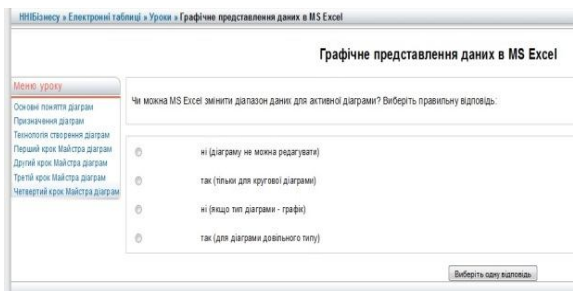 ННІБізнесу » Електронні таблиці » Уроки » Графічне представлення даних в MS Excel
Графічне представлення даних в MS Excel
Меню уроку
Основні поняття діаграм
Призначення діаграм
Технологія створення діаграм
Перший крок Майстра діаграм
Другий крок Майстра діаграм
Третій крок Майстра діаграм
Четвертий крок Майстра діаграм
Чи можна MS Excel змінити діапазон даних для активної діаграми? Виберіть правильну відповідь:
ні (діаграму не можна редагувати)
так (тільки для кругової діаграми)
ні (якщо тип діаграми - графік)
так (для діаграми довільного типу)
Виберіть одну відповідь